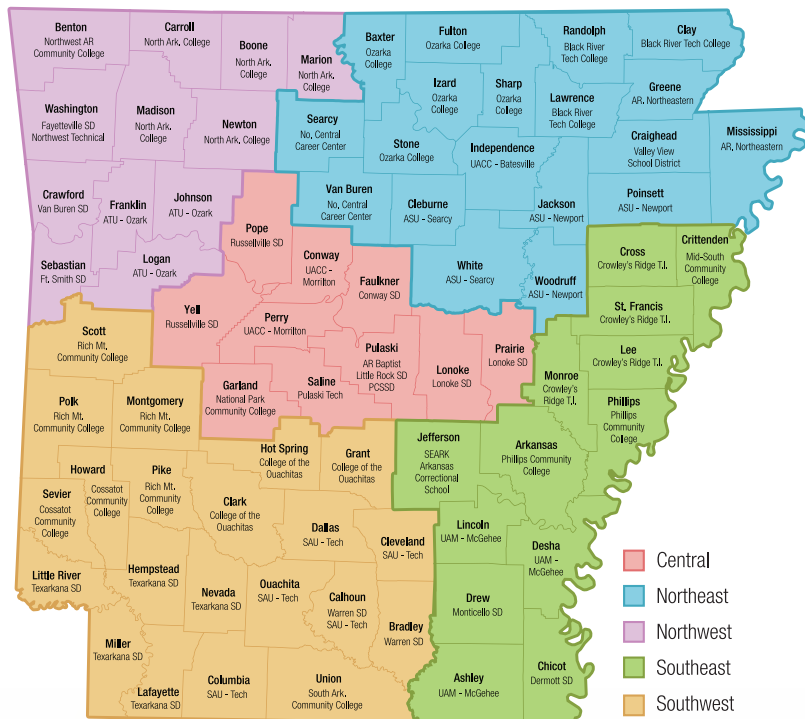 Benton
Northwest AR
Community College
Carroll
North Ark. College
Boone
North Ark.
College
Marion
North Ark.
College
Washington
Fayetteville SD
Northwest Technical
Madison
North Ark.
College
Newton
North Ark. College
Crawford
Van Buren SD
Franklin
ATU - Ozark
Johnson
ATU - Ozark
Sebastian
Ft. Smith SD
Logan
ATU - Ozark
Baxter
Ozarka
College
Fulton
Ozarka College
Randolph
Black River
Tech College
Clay
Black River Tech College
Izard
Ozarka
College
Sharp
Ozarka
College
Lawrence
Black River
Tech College
Greene
AR. Northeastern
Searcy
No, Central
Career Center
Stone
Ozarka College
Independence
UACC - Batesville
Craighead
Valley View
School District
Mississippi
AR, Northeastern
Van Buren
No, Central
Career Center
Cleburne
ASU - Searcy
Jackson
ASU - Newport
Poinsett
ASU - Newport
White
ASU - Searcy
Woodruff
ASU - Newport
Pope
Russellville SD
Conway
UACC -
Morrilton
Faulkner
Conway SD
Yell
Russellville SD
Perry
UACC - Morrilton
Pulaski
AR Baptist
Little Rock SD
PCSSD
Prairie
Lonoke SD
Lonoke
Lonoke SD
Garland
National Park
Community College
Saline
Pulaski Tech
Cross
Crowley's Ridge T.I.
Crittenden
Mid-South
Community
College
St. Francis
Crowley's Ridge T.I.
Lee
Crowley's Ridge T.I.
Monroe
Crowley's
Ridge T.I.
Phillips
Phillips
Community
College
Jefferson
SEARK
Arkansas
Correctional
School
Arkansas
Phillips Community
College
Lincoln
UAM - McGehee
Desha
UAM -
McGehee
Drew
Monticello SD
Ashley
UAM - McGehee
Chicot
Dermott SD
Scott
Rich Mt.
Community College
Polk
Rich Mt.
Community College
Montgomery
Rich Mt.
Community College
Hot Spring
College of the
Ouachitas
Grant
College of the
Ouachitas
Howard
Cossatot
Community
College
Pike
Rich Mt.
Community College
Clark
College of the
Ouachitas
Sevier
Cossatot
Community
College
Dallas
SAU - Tech
Cleveland
SAU - Tech
Little River
Texarkana SD
Hempstead
Texarkana SD
Nevada
Texarkana SD
Ouachita
SAU - Tech
Calhoun
Warren SD
SAU - Tech
Bradley
Warren SD
Miller
Texarkana SD
Lafayette
Texarkana SD
Columbia
SAU - Tech
Union
South Ark.
Community College
Central
Northeast
Northwest
Southeast
Southwest